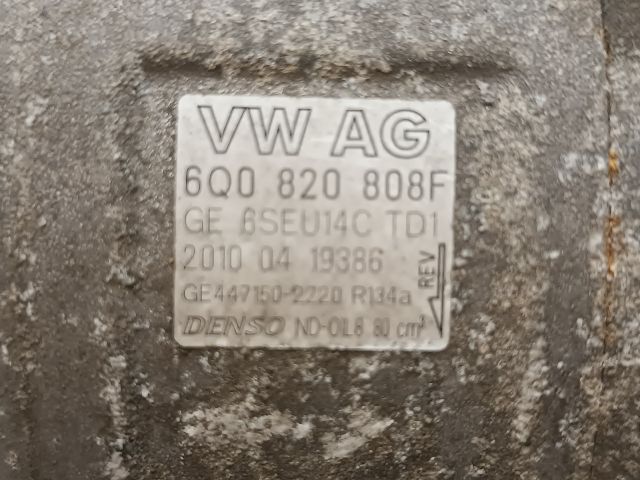 VW AG
6Q0 820 808F
GE 6SEU14C TD1
2010 04 19386
GE447150-2220 R134a
DENSO ND-OIL8 80 cm³
REV